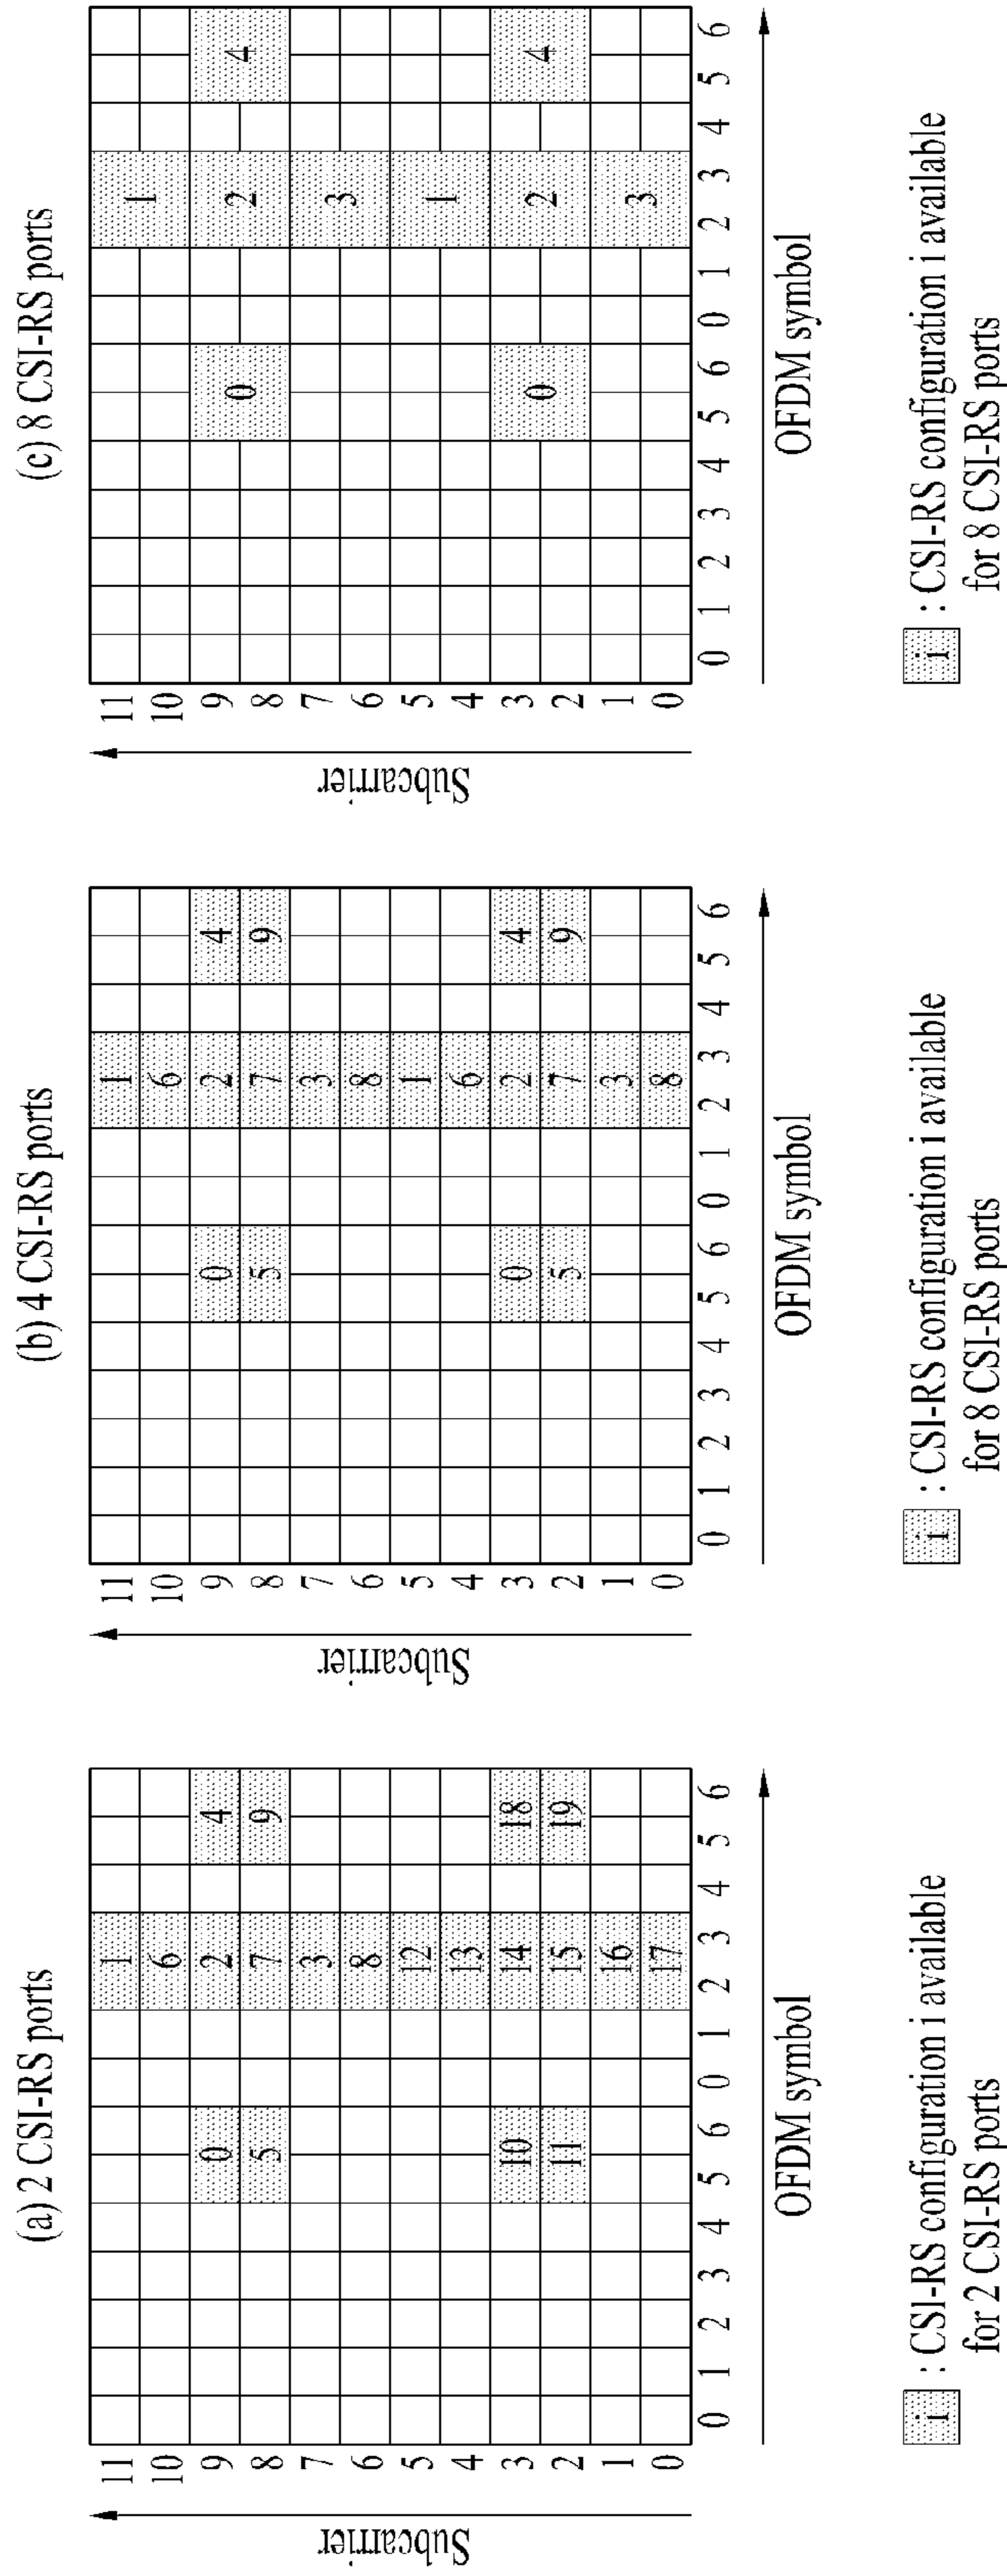 (a) 2 CSI-RS ports
Subcarrier
11 1
10 6
9 0 2 4
8 5 7 9
7 3
6 8
5 12
4 13
3 10 14 18
2 11 15 19
1 16
0 17
0 1 2 3 4 5 6 0 1 2 3 4 5 6
OFDM symbol
i : CSI-RS configuration i available
for 2 CSI-RS ports
(b) 4 CSI-RS ports
Subcarrier
11 1
10 6
9 0 2 4
8 5 7 9
7 3
6 8
5 1
4 6
3 0 2 4
2 5 7 9
1 3
0 8
0 1 2 3 4 5 6 0 1 2 3 4 5 6
OFDM symbol
i : CSI-RS configuration i available
for 8 CSI-RS ports
(c) 8 CSI-RS ports
Subcarrier
11
1
10
9
0 2 4
8
7
3
6
5
1
4
3
0 2 4
2
1
3
0
0 1 2 3 4 5 6 0 1 2 3 4 5 6
OFDM symbol
i : CSI-RS configuration i available
for 8 CSI-RS ports